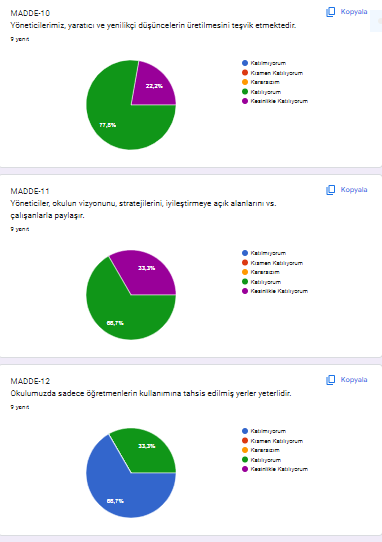 MADDE-10
Kopyala
Yöneticilerimiz, yaratıcı ve yenilikçi düşüncelerin üretilmesini teşvik etmektedir.
9 yanıt
Katılmıyorum
Kısmen Katılıyorum
Kararsızım
Katılıyorum
Kesinlikle Katılıyorum
22,2%
77,8%
MADDE-11
Kopyala
Yöneticiler, okulun vizyonunu, stratejilerini, iyileştirmeye açık alanlarını vs.
çalışanlarla paylaşır.
9 yanıt
Katılmıyorum
Kısmen Katılıyorum
Kararsızım
Katılıyorum
Kesinlikle Katılıyorum
33,3%
66,7%
MADDE-12
Kopyala
Okulumuzda sadece öğretmenlerin kullanımına tahsis edilmiş yerler yeterlidir.
9 yanıt
Katılmıyorum
Kısmen Katılıyorum
Kararsızım
Katılıyorum
Kesinlikle Katılıyorum
33,3%
66,7%